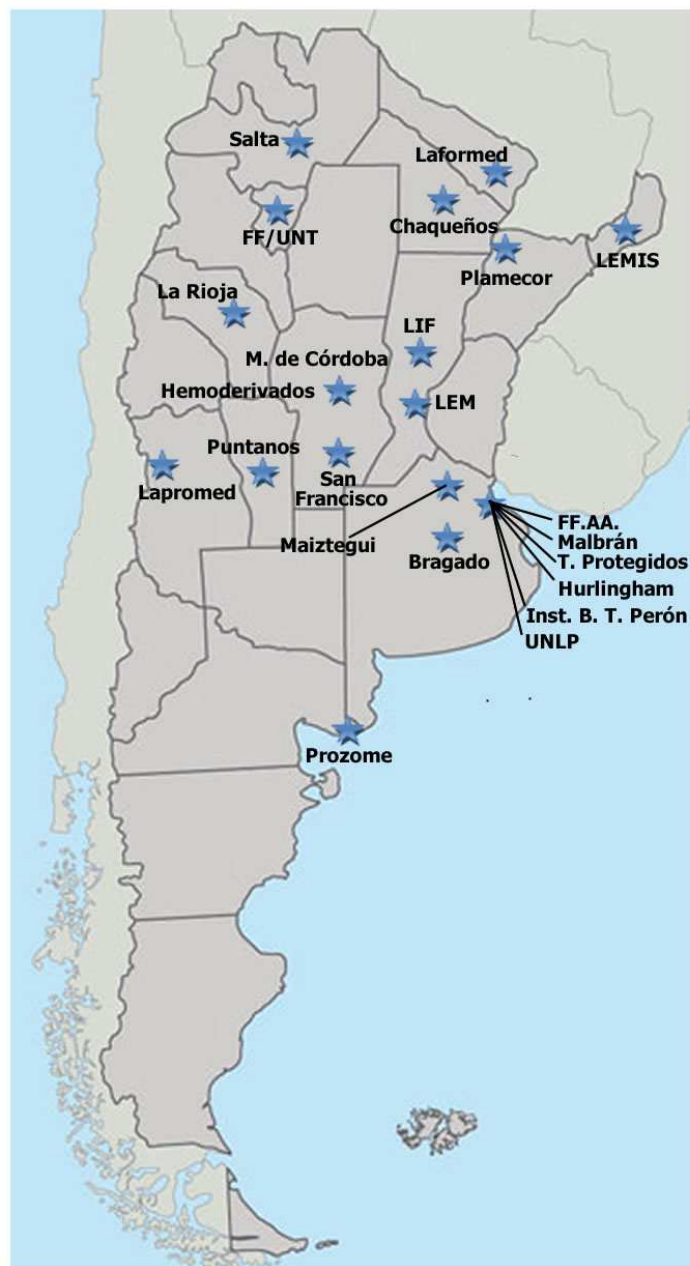 Salta
Laformed
Chaqueños
FF/UNT
LEMIS
Plamecor
La Rioja
LIF
M. de Córdoba
Hemoderivados
LEM
Puntanos
San
Francisco
Lapromed
FF.AA.
Malbrán
Maiztegui
Bragado
T. Protegidos
Hurlingham
Inst. B. T. Perón
UNLP
Prozome